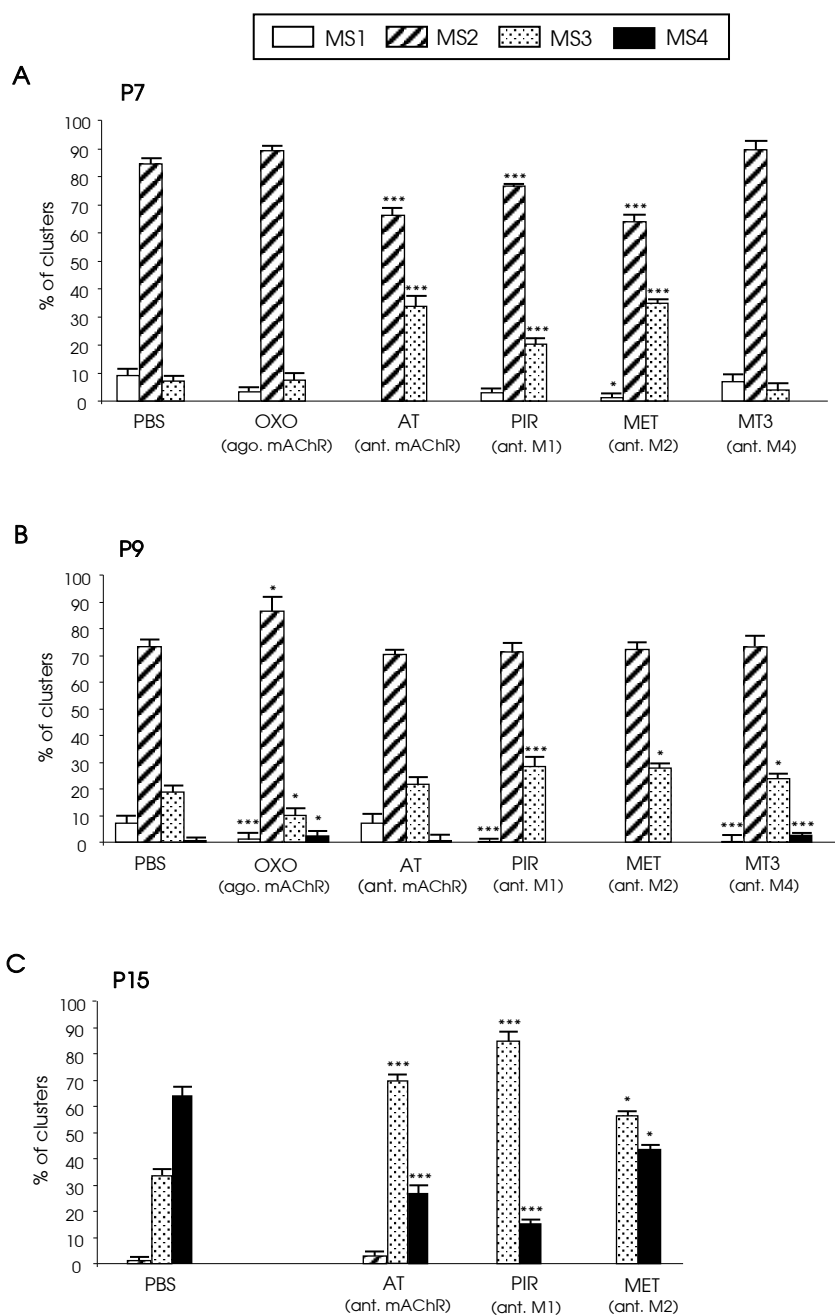 MS1 MS2 MS3 MS4
A
P7
% of clusters
100
90
80
70
60
50
40
30
20
10
0
*** *** ***
*** *** * ***
PBS OXO AT PIR MET MT3
(ago. mAChR) (ant. mAChR) (ant. M1) (ant. M2) (ant. M4)
B
P9
% of clusters
100
90
80
70
60
50
40
30
20
10
0
*
*** * * *** *** * *** * ***
PBS OXO AT PIR MET MT3
(ago. mAChR) (ant. mAChR) (ant. M1) (ant. M2) (ant. M4)
C
P15
% of clusters
100
90
80
70
60
50
40
30
20
10
0
*** *** * *
*** ***
PBS AT PIR MET
(ant. mAChR) (ant. M1) (ant. M2)